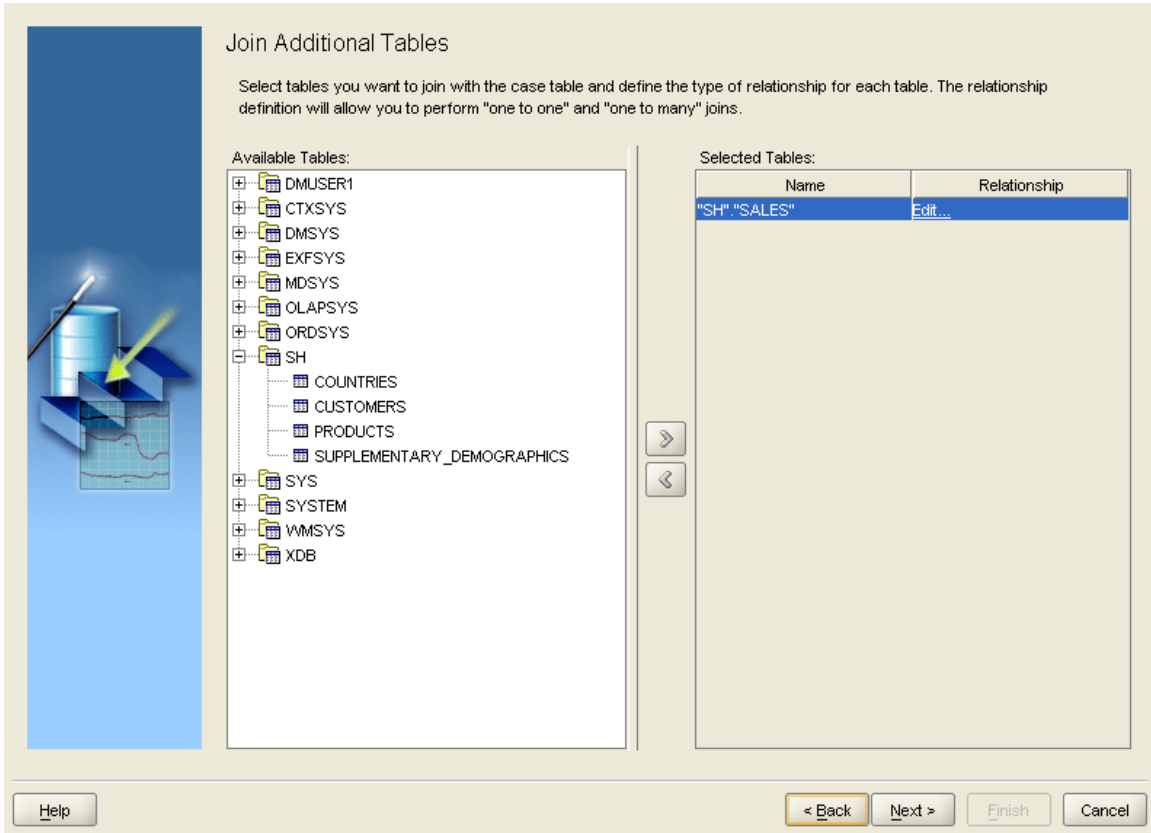 Join Additional Tables
Select tables you want to join with the case table and define the type of relationship for each table. The relationship
definition will allow you to perform "one to one" and "one to many" joins.
Available Tables:
DMUSER1
CTXSYS
DMSYS
EXFSYS
MDSYS
OLAPSYS
ORDSYS
SH
COUNTRIES
CUSTOMERS
PRODUCTS
SUPPLEMENTARY_DEMOGRAPHICS
SYS
SYSTEM
WMSYS
XDB
Selected Tables:
Name Relationship
"SH"."SALES" Edit...
Help < Back Next > Finish Cancel